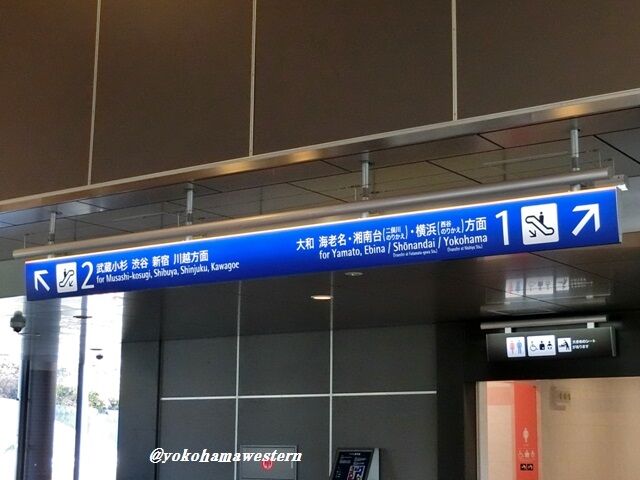 2 武蔵小杉 渋谷 新宿 川越方面
for Musashi-kosugi, Shibuya, Shinjuku, Kawagoe
大和 海老名・湘南台(二俣川のりかえ)・横浜(西谷のりかえ)方面 1
for Yamato, Ebina / Shōnandai / Yokohama
@yokohamawestern